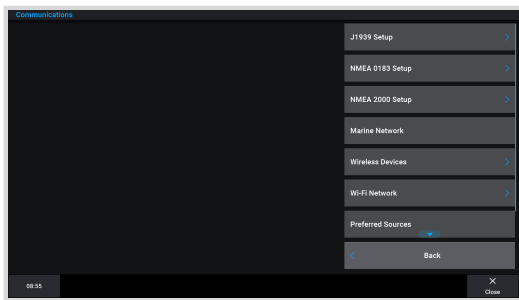 Communications
J1939 Setup
NMEA 0183 Setup
NMEA 2000 Setup
Marine Network
Wireless Devices
Wi-Fi Network
Preferred Sources
Back
08:55
Close